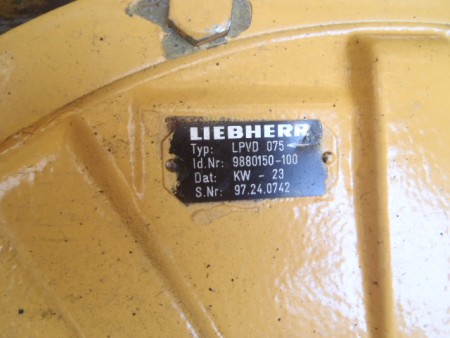 LIEBHERR
Typ: LPVD 075
Id.Nr: 9880150-100
Dat: KW - 23
S.Nr: 97.24.0742